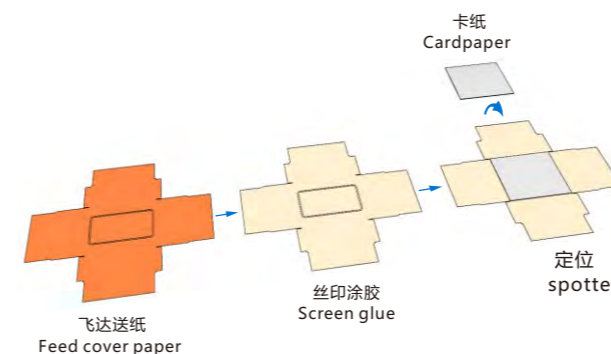 卡纸
Cardpaper
定位
spotte
丝印涂胶
Screen glue
飞达送纸
Feed cover paper